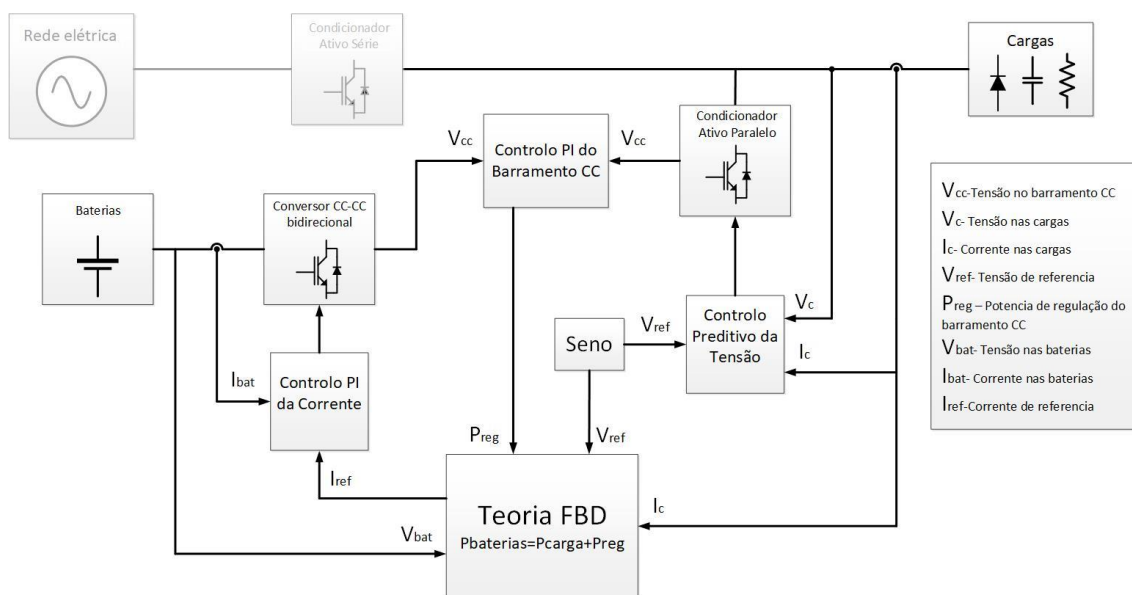 Rede elétrica
Condicionador
Ativo Série
Cargas
Condicionador
Ativo Paralelo
Controlo PI do
Barramento CC
Vcc
Vcc
Baterias
Conversor CC-CC
bidirecional
Vcc-Tensão no barramento CC
Vc- Tensão nas cargas
Ic- Corrente nas cargas
Vref- Tensão de referencia
Preg – Potencia de regulação do
barramento CC
Vbat- Tensão nas baterias
Ibat- Corrente nas baterias
Iref-Corrente de referencia
Seno
Vref
Controlo
Preditivo da
Tensão
Vc
Ic
Ibat
Controlo PI
da Corrente
Preg
Vref
Iref
Vbat
Teoria FBD
Pbaterias=Pcarga+Preg
Ic